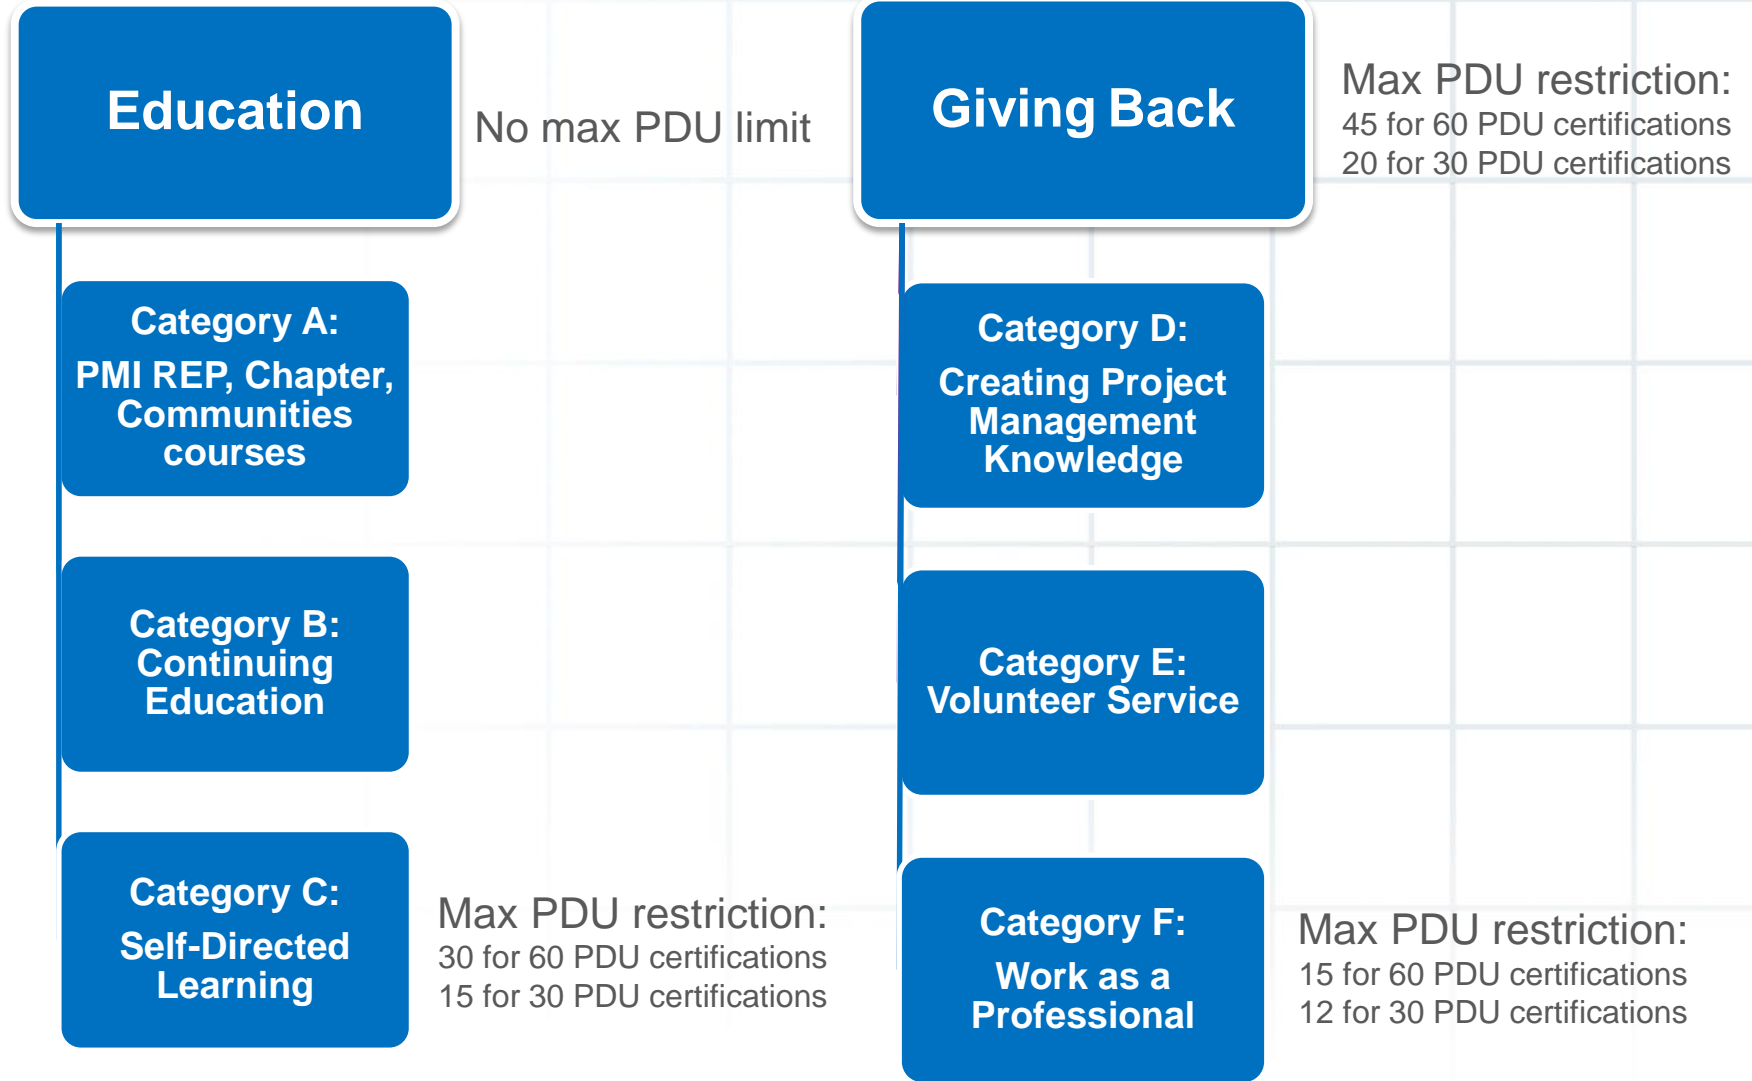 Education
No max PDU limit
Category A:
PMI REP, Chapter,
Communities
courses
Category B:
Continuing
Education
Category C:
Self-Directed
Learning
Max PDU restriction:
30 for 60 PDU certifications
15 for 30 PDU certifications
Giving Back
Max PDU restriction:
45 for 60 PDU certifications
20 for 30 PDU certifications
Category D:
Creating Project
Management
Knowledge
Category E:
Volunteer Service
Category F:
Work as a
Professional
Max PDU restriction:
15 for 60 PDU certifications
12 for 30 PDU certifications